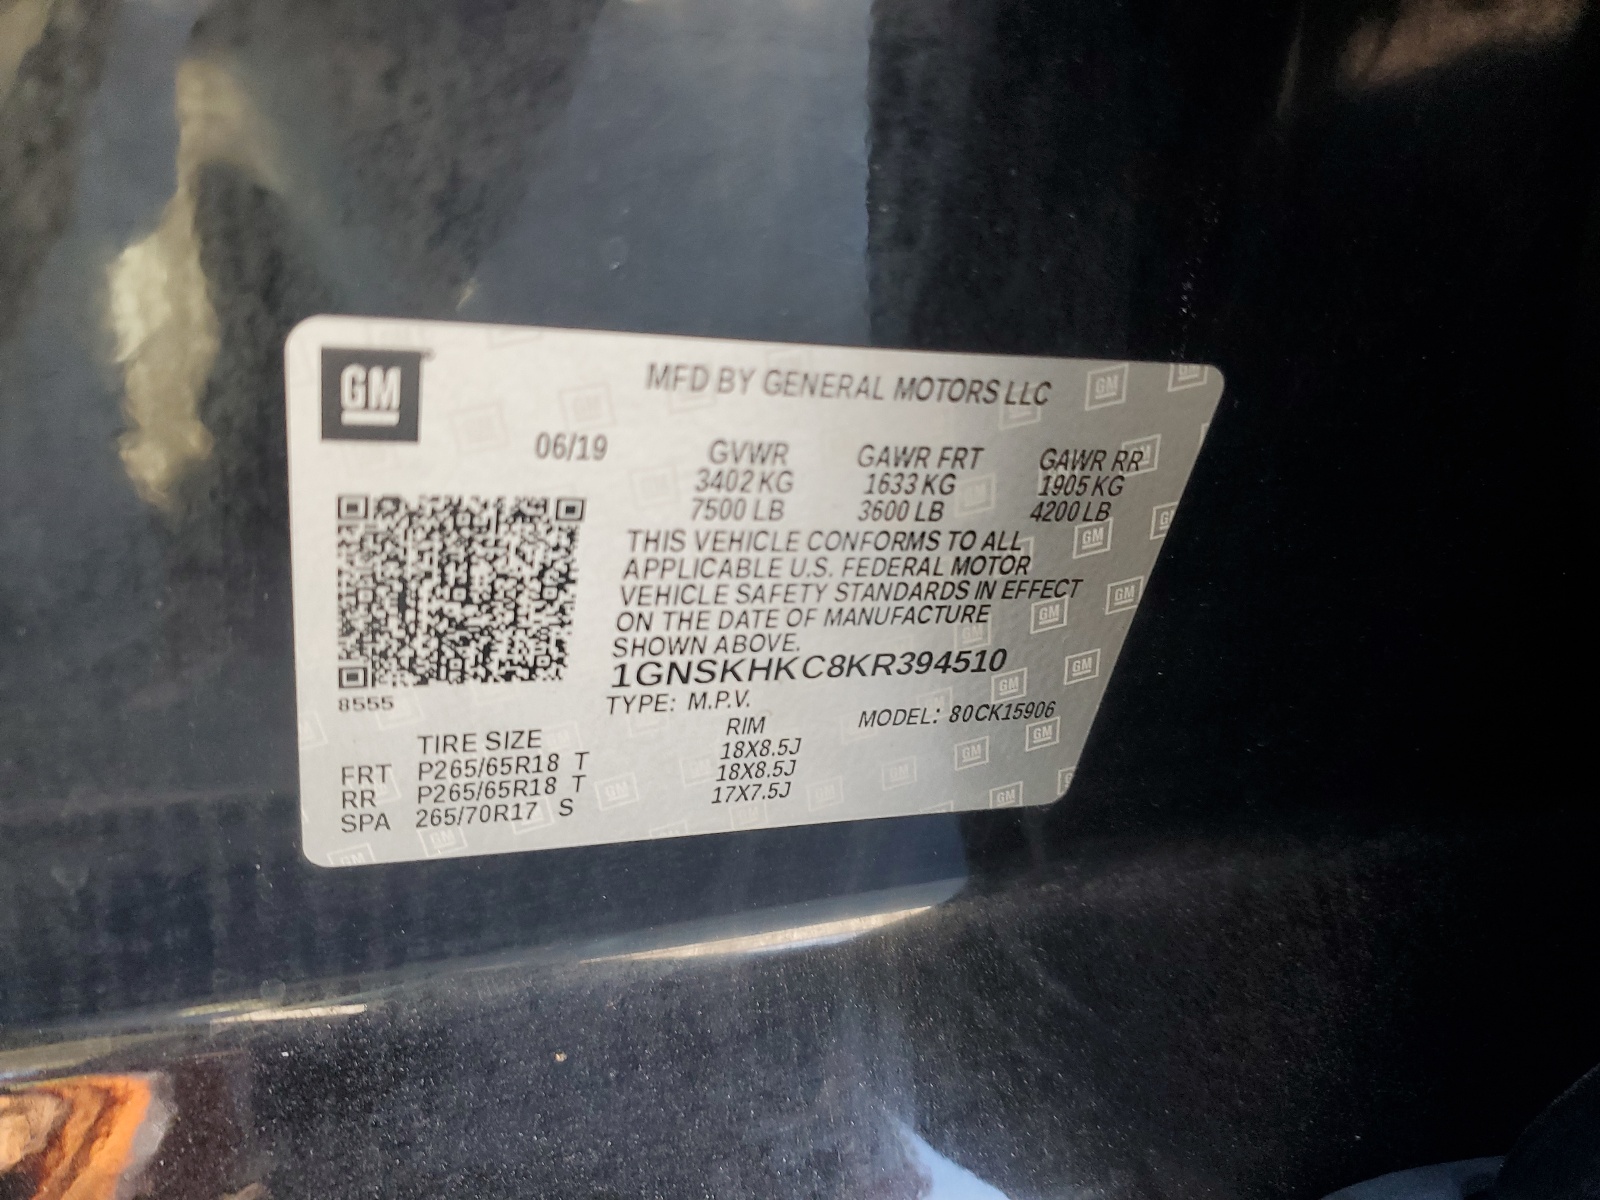 GM
MFD BY GENERAL MOTORS LLC
06/19 GVWR GAWR FRT GAWR RR
3402 KG 1633 KG 1905 KG
7500 LB 3600 LB 4200 LB
THIS VEHICLE CONFORMS TO ALL
APPLICABLE U.S. FEDERAL MOTOR
VEHICLE SAFETY STANDARDS IN EFFECT
ON THE DATE OF MANUFACTURE
SHOWN ABOVE.
1GNSKHKC8KR394510
8555
TYPE: M.P.V. MODEL: 80CK15906
TIRE SIZE RIM
FRT P265/65R18 T 18X8.5J
RR P265/65R18 T 18X8.5J
SPA 265/70R17 S 17X7.5J